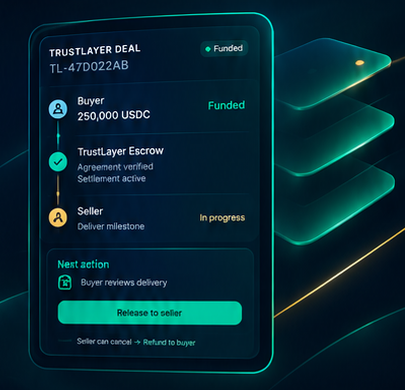 TRUSTLAYER DEAL
Funded
TL-47D022AB
Buyer
250,000 USDC
Funded
TrustLayer Escrow
Agreement verified
Settlement active
Seller
Deliver milestone
In progress
Next action
Buyer reviews delivery
Release to seller
Seller can cancel → Refund to buyer